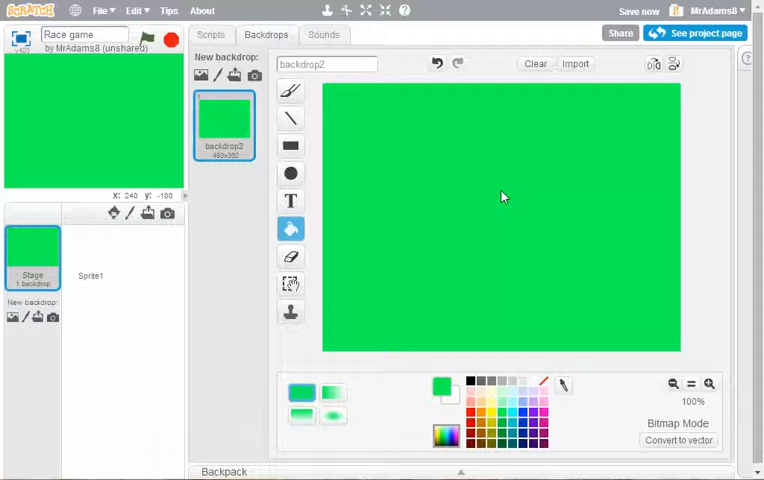 SCRATCH File Edit Tips About Save now MrAdams8
Race game
by MrAdams8 (unshared)
v403
Scripts Backdrops Sounds
Share See project page
New backdrop:
backdrop2
Clear Import
1
backdrop2
480x360
T
x: 240 y: -180
Stage
1 backdrop
Sprite1
New backdrop:
100%
Bitmap Mode
Convert to vector
Backpack